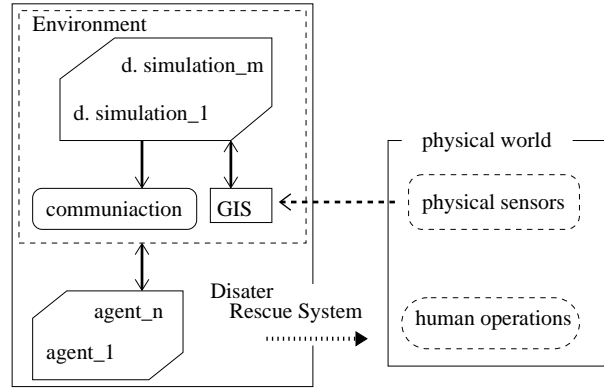 Environment
d. simulation_m
d. simulation_1
communiaction
GIS
agent_n
agent_1
Disater
Rescue System
physical world
physical sensors
human operations